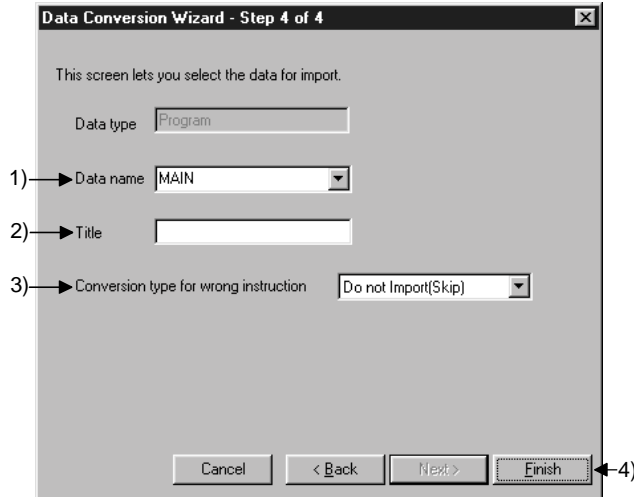 Data Conversion Wizard - Step 4 of 4
This screen lets you select the data for import.
Data type Program
1) Data name MAIN
2) Title
3) Conversion type for wrong instruction Do not Import(Skip)
Cancel < Back Next > Finish 4)